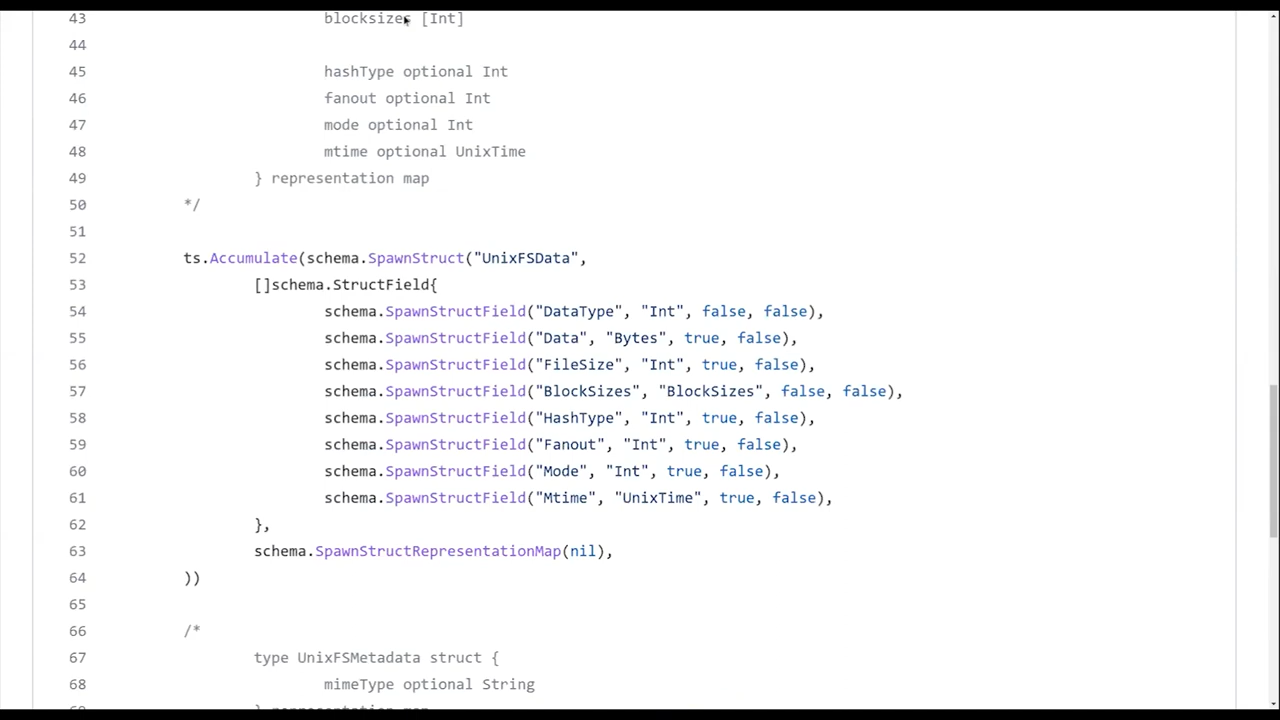 43 blocksizes [Int]
44
45 hashType optional Int
46 fanout optional Int
47 mode optional Int
48 mtime optional UnixTime
49 } representation map
50 */
51
52 ts.Accumulate(schema.SpawnStruct("UnixFSData",
53 []schema.StructField{
54 schema.SpawnStructField("DataType", "Int", false, false),
55 schema.SpawnStructField("Data", "Bytes", true, false),
56 schema.SpawnStructField("FileSize", "Int", true, false),
57 schema.SpawnStructField("BlockSizes", "BlockSizes", false, false),
58 schema.SpawnStructField("HashType", "Int", true, false),
59 schema.SpawnStructField("Fanout", "Int", true, false),
60 schema.SpawnStructField("Mode", "Int", true, false),
61 schema.SpawnStructField("Mtime", "UnixTime", true, false),
62 },
63 schema.SpawnStructRepresentationMap(nil),
64 ))
65
66 /*
67 type UnixFSMetadata struct {
68 mimeType optional String
69 } representation map